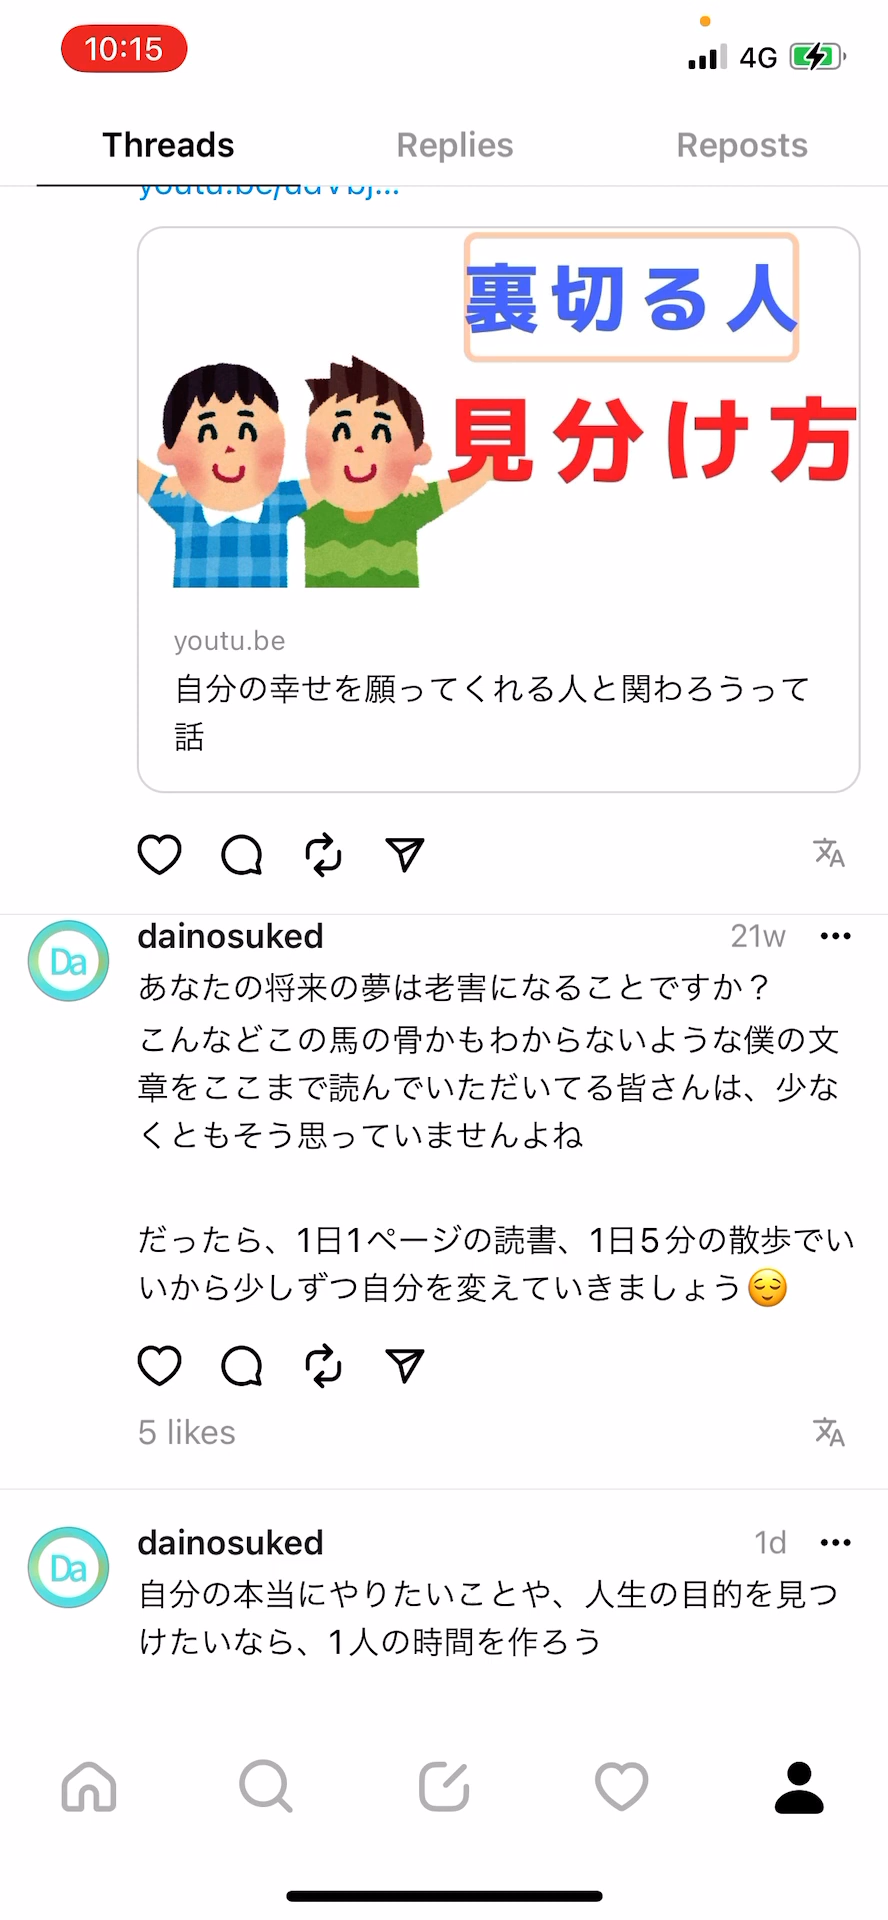 10:15
4G
Threads Replies Reposts
裏切る人
見分け方
youtu.be
自分の幸せを願ってくれる人と関わろうって
話
Da
dainosuked 21w
あなたの将来の夢は老害になることですか？
こんなどこの馬の骨かもわからないような僕の文
章をここまで読んでいただいてる皆さんは、少な
くともそう思っていませんよね
だったら、1日1ページの読書、1日5分の散歩でい
いから少しずつ自分を変えていきましょう😌
5 likes
Da
dainosuked 1d
自分の本当にやりたいことや、人生の目的を見つ
けたいなら、1人の時間を作ろう